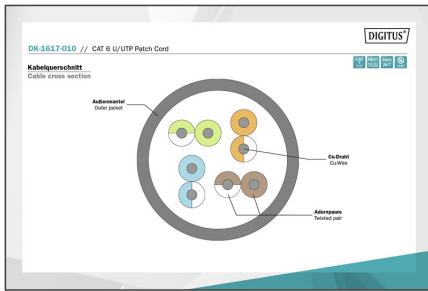 DIGITUS®
DK-1617-010 // CAT 6 U/UTP Patch Cord
Kabelquerschnitt
Cable cross section
Außenmantel
Outer jacket
Cu-Draht
Cu-Wire
Adernpaare
Twisted pair